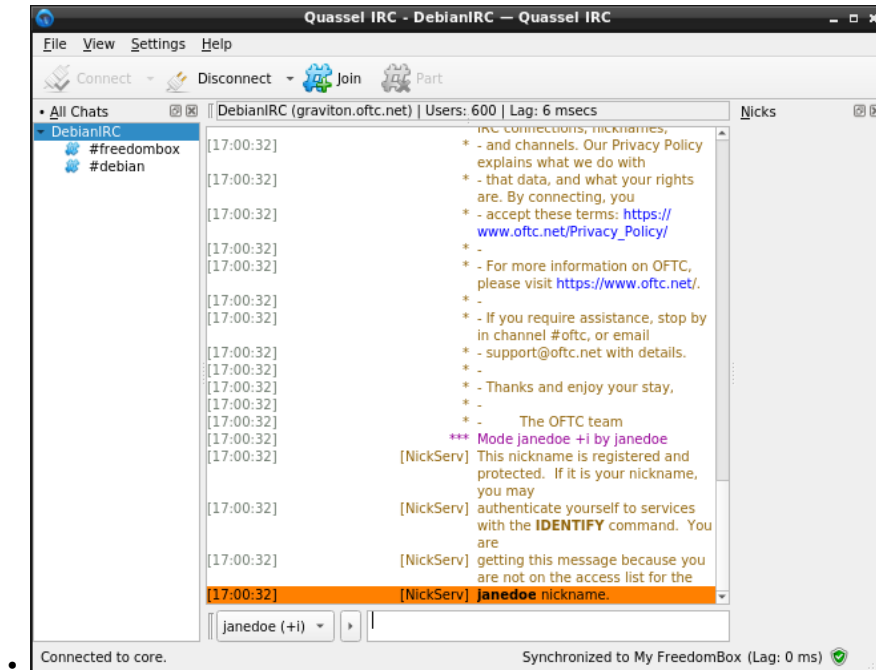 Quassel IRC - DebianIRC — Quassel IRC
File View Settings Help
Connect Disconnect Join Part
• All Chats
DebianIRC (graviton.oftc.net) | Users: 600 | Lag: 6 msecs
Nicks
DebianIRC
#freedombox
#debian
IRC connections, nicknames,
[17:00:32] * - and channels. Our Privacy Policy
explains what we do with
[17:00:32] * - that data, and what your rights
are. By connecting, you
[17:00:32] * - accept these terms: https://
www.oftc.net/Privacy_Policy/
[17:00:32] * -
[17:00:32] * - For more information on OFTC,
please visit https://www.oftc.net/.
[17:00:32] * -
[17:00:32] * - If you require assistance, stop by
in channel #oftc, or email
[17:00:32] * - support@oftc.net with details.
[17:00:32] * -
[17:00:32] * - Thanks and enjoy your stay,
[17:00:32] * -
[17:00:32] * - The OFTC team
[17:00:32] *** Mode janedoe +i by janedoe
[17:00:32] [NickServ] This nickname is registered and
protected. If it is your nickname,
you may
[17:00:32] [NickServ] authenticate yourself to services
with the IDENTIFY command. You
are
[17:00:32] [NickServ] getting this message because you
are not on the access list for the
[17:00:32] [NickServ] janedoe nickname.
janedoe (+i)
Connected to core.
Synchronized to My FreedomBox (Lag: 0 ms)